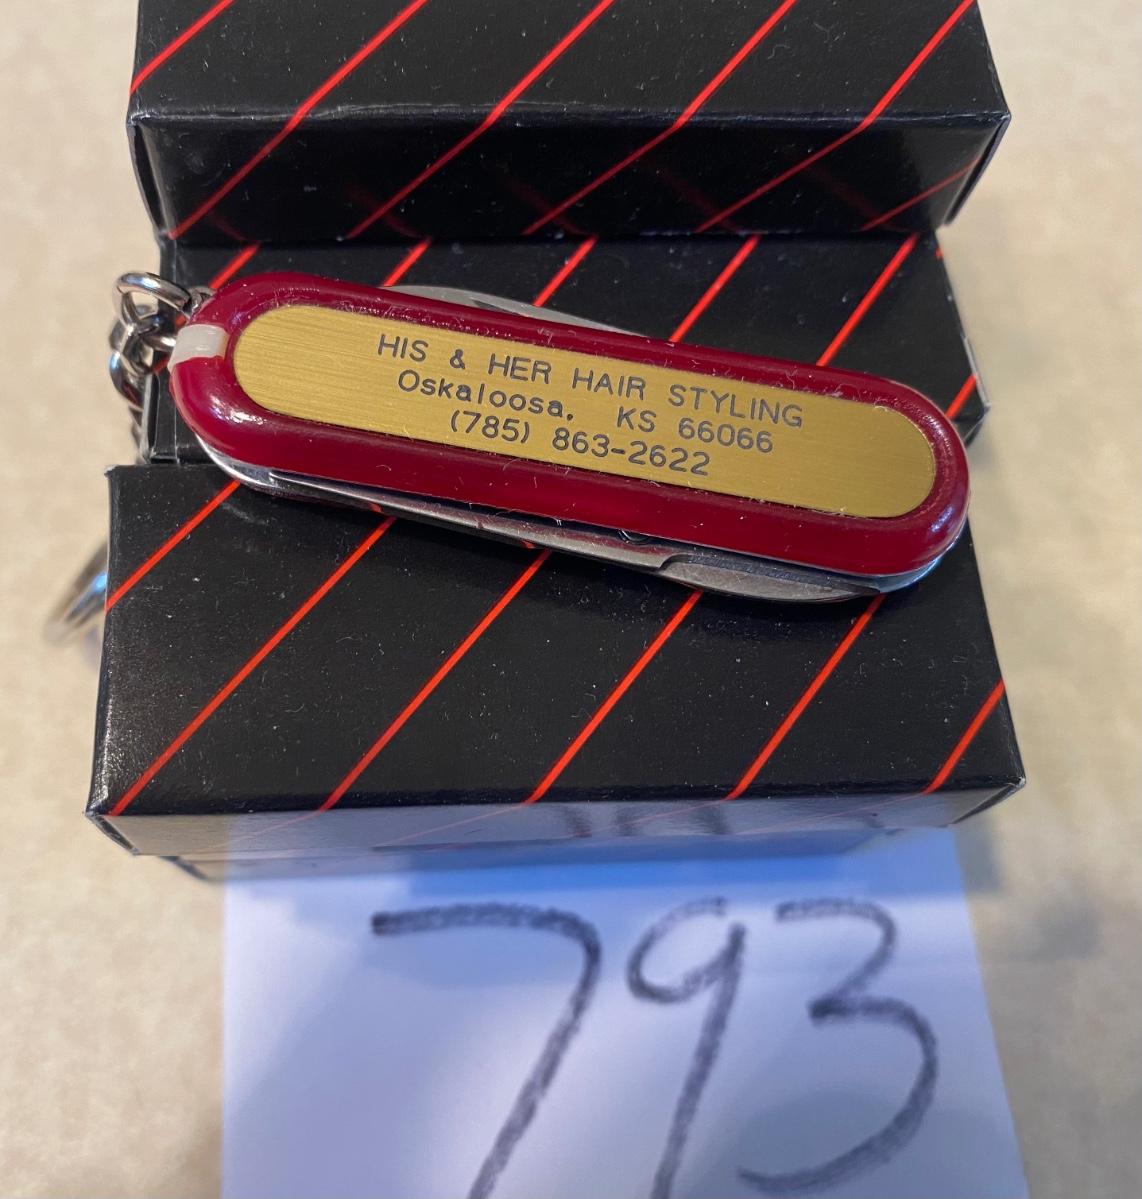 HIS & HER HAIR STYLING
Oskaloosa, KS 66066
(785) 863-2622
793